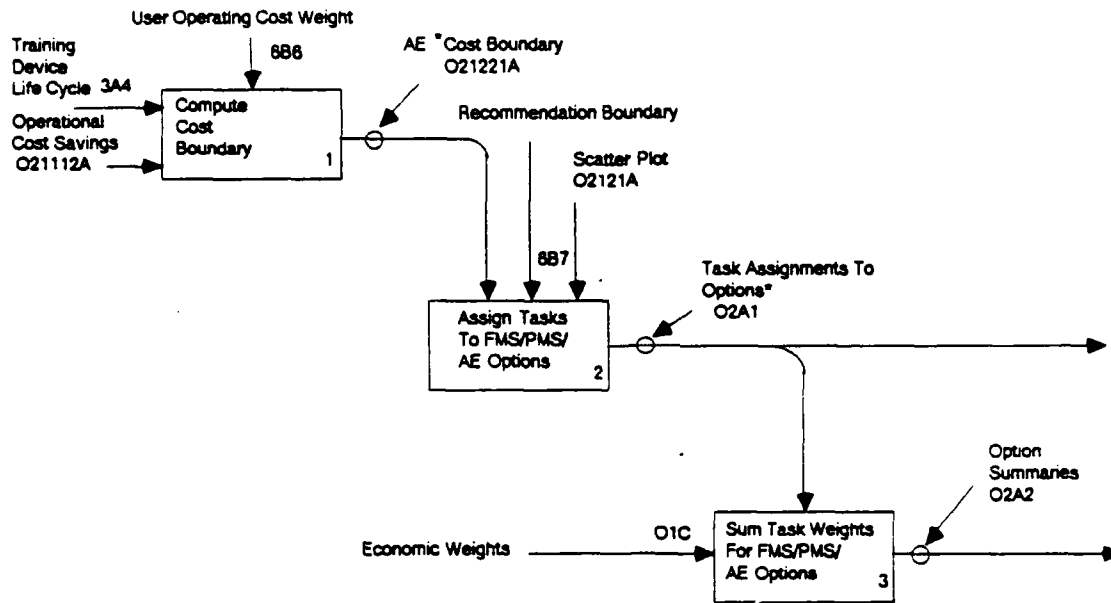 User Operating Cost Weight
6B6
Training
Device
Life Cycle 3A4
Operational
Cost Savings
O21112A
Compute
Cost
Boundary
1
AE *Cost Boundary
O21221A
Recommendation Boundary
Scatter Plot
O2121A
6B7
Assign Tasks
To FMS/PMS/
AE Options
2
Task Assignments To
Options*
O2A1
Option
Summaries
O2A2
Economic Weights
O1C
Sum Task Weights
For FMS/PMS/
AE Options
3